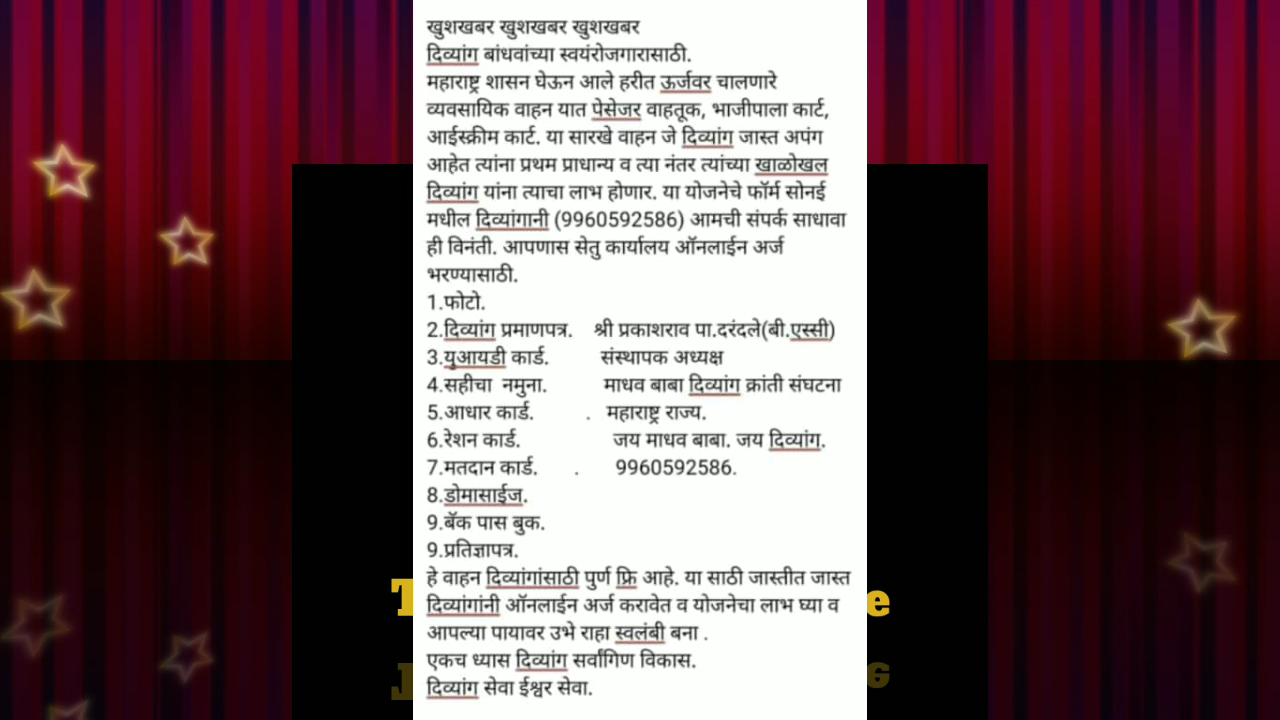 खुशखबर खुशखबर खुशखबर
दिव्यांग बांधवांच्या स्वयंरोजगारासाठी.
महाराष्ट्र शासन घेऊन आले हरीत ऊर्जवर चालणारे
व्यवसायिक वाहन यात पेसेजर वाहतूक, भाजीपाला कार्ट,
आईस्क्रीम कार्ट. या सारखे वाहन जे दिव्यांग जास्त अपंग
आहेत त्यांना प्रथम प्राधान्य व त्या नंतर त्यांच्या खाळोखल
दिव्यांग यांना त्याचा लाभ होणार. या योजनेचे फॉर्म सोनई
मधील दिव्यांगानी (9960592586) आमची संपर्क साधावा
ही विनंती. आपणास सेतु कार्यालय ऑनलाईन अर्ज
भरण्यासाठी.
1.फोटो.
2.दिव्यांग प्रमाणपत्र. श्री प्रकाशराव पा.दरंदले(बी.एस्सी)
3.युआयडी कार्ड. संस्थापक अध्यक्ष
4.सहीचा नमुना. माधव बाबा दिव्यांग क्रांती संघटना
5.आधार कार्ड. . महाराष्ट्र राज्य.
6.रेशन कार्ड. जय माधव बाबा. जय दिव्यांग.
7.मतदान कार्ड. . 9960592586.
8.डोमासाईज.
9.बॅक पास बुक.
9.प्रतिज्ञापत्र.
हे वाहन दिव्यांगांसाठी पुर्ण फ्रि आहे. या साठी जास्तीत जास्त
दिव्यांगांनी ऑनलाईन अर्ज करावेत व योजनेचा लाभ घ्या व
आपल्या पायावर उभे राहा स्वलंबी बना .
एकच ध्यास दिव्यांग सर्वांगिण विकास.
दिव्यांग सेवा ईश्वर सेवा.